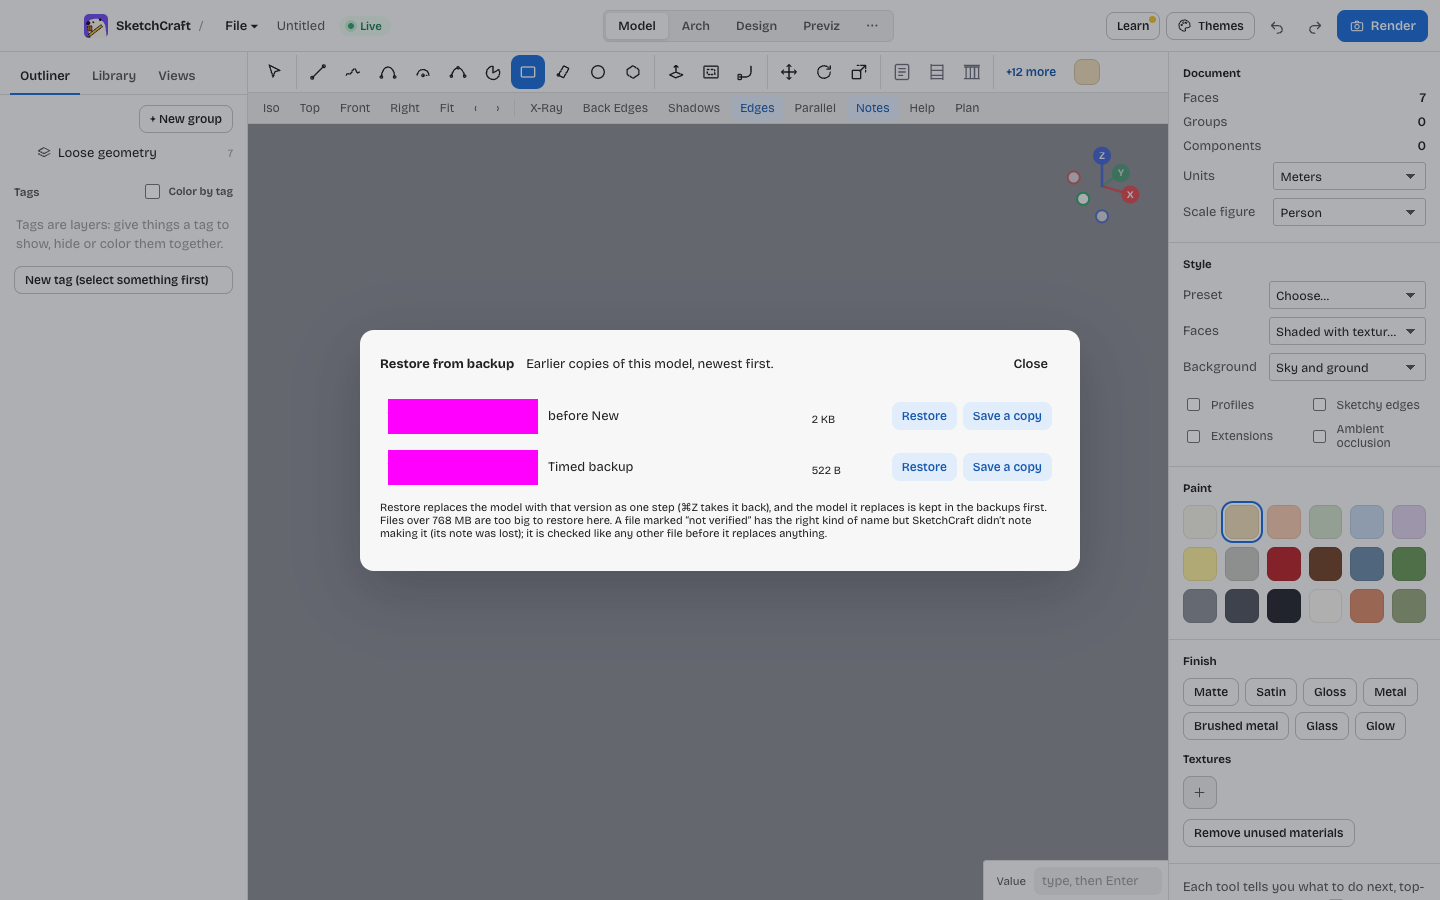 SketchCraft / File Untitled Live Model Arch Design Previz ··· Learn Themes Render
Outliner Library Views
+12 more
Iso Top Front Right Fit ‹ › X-Ray Back Edges Shadows Edges Parallel Notes Help Plan
+ New group
Loose geometry 7
Tags Color by tag
Tags are layers: give things a tag to
show, hide or color them together.
New tag (select something first)
Z
Y
X
Restore from backup Earlier copies of this model, newest first. Close
before New 2 KB Restore Save a copy
Timed backup 522 B Restore Save a copy
Restore replaces the model with that version as one step (⌘Z takes it back), and the model it replaces is kept in the backups first.
Files over 768 MB are too big to restore here. A file marked “not verified” has the right kind of name but SketchCraft didn’t note
making it (its note was lost); it is checked like any other file before it replaces anything.
Value type, then Enter
Document
Faces 7
Groups 0
Components 0
Units Meters
Scale figure Person
Style
Preset Choose...
Faces Shaded with textur...
Background Sky and ground
Profiles Sketchy edges
Extensions Ambient
occlusion
Paint
Finish
Matte Satin Gloss Metal
Brushed metal Glass Glow
Textures
+
Remove unused materials
Each tool tells you what to do next, top-